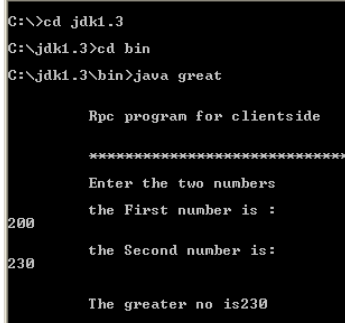 C:\>cd jdk1.3
C:\jdk1.3>cd bin
C:\jdk1.3\bin>java great
Rpc program for clientside
*****************************
Enter the two numbers
the First number is :
200
the Second number is:
230
The greater no is230